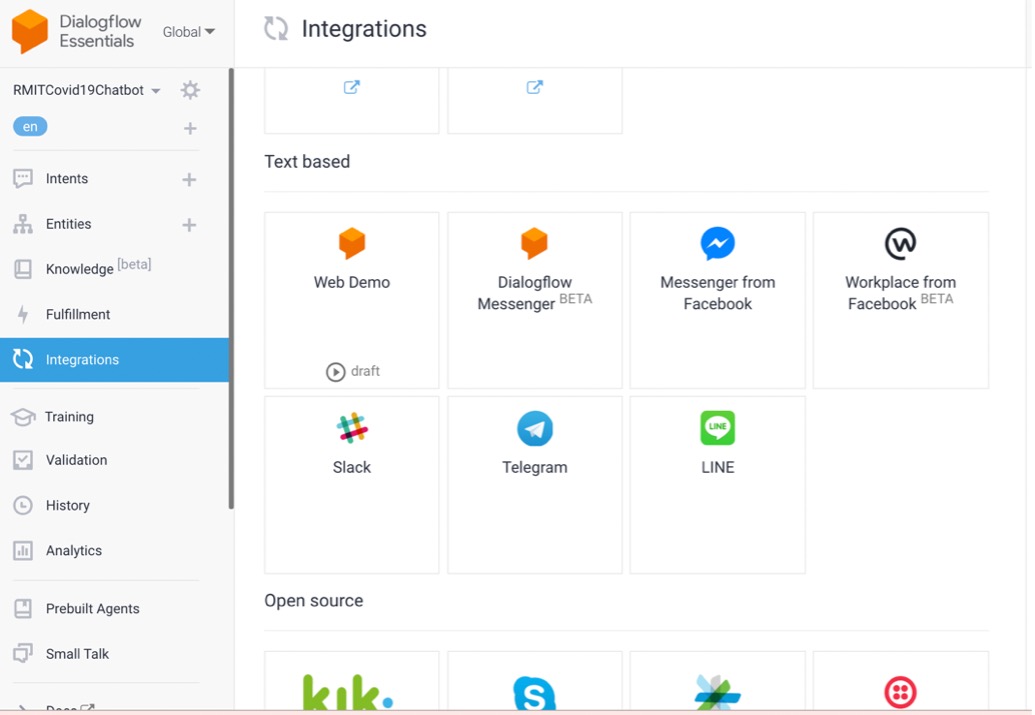 Dialogflow
Essentials
Global
Integrations
RMITCovid19Chatbot
en
Intents
Entities
Knowledge [beta]
Fulfillment
Integrations
Training
Validation
History
Analytics
Prebuilt Agents
Small Talk
Docs
Text based
Web Demo
draft
Dialogflow
Messenger BETA
Messenger from
Facebook
Workplace from
Facebook BETA
Slack
Telegram
LINE
LINE
Open source
kik
S